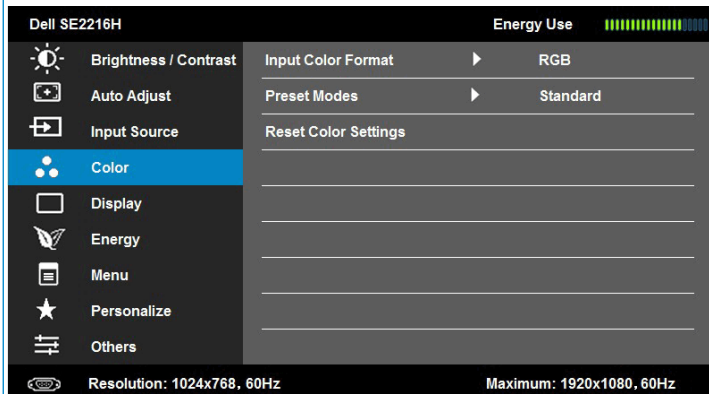 Dell SE2216H Energy Use
Brightness / Contrast Input Color Format RGB
Auto Adjust Preset Modes Standard
Input Source Reset Color Settings
Color
Display
Energy
Menu
Personalize
Others
Resolution: 1024x768, 60Hz Maximum: 1920x1080, 60Hz